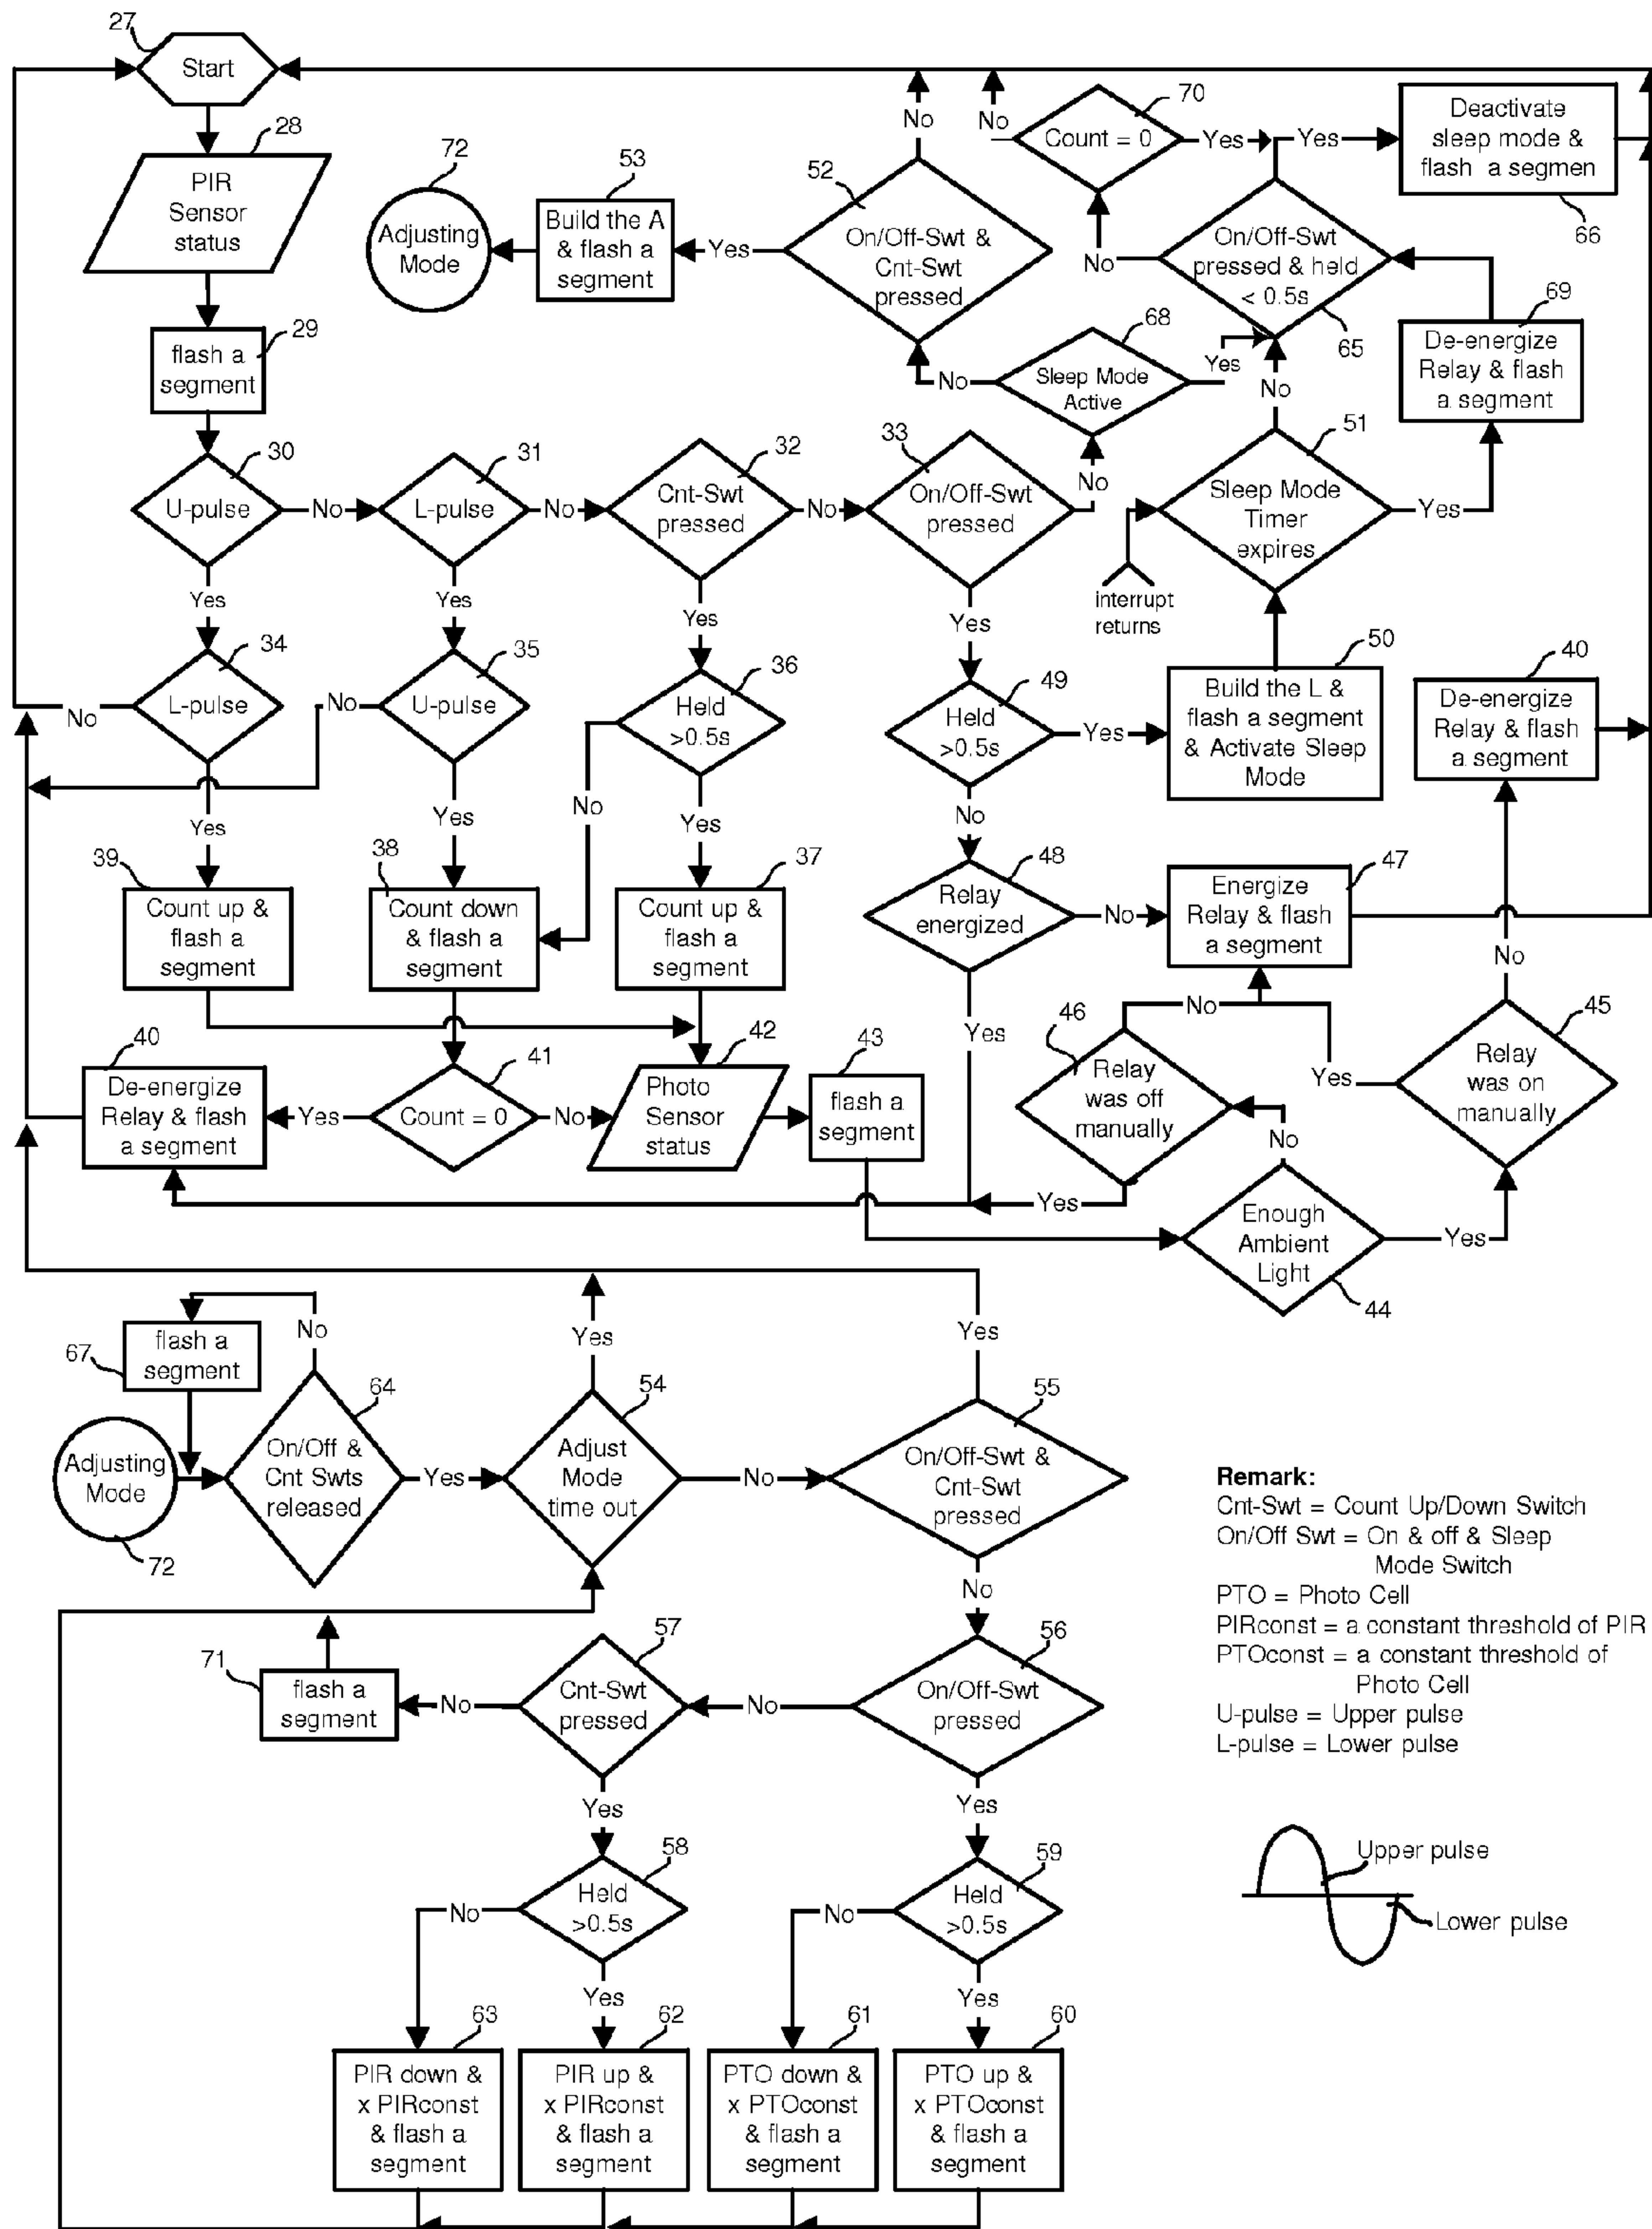 27
Start
28
PIR
Sensor
status
29
flash a
segment
30
U-pulse
No
31
L-pulse
No
32
Cnt-Swt
pressed
No
33
On/Off-Swt
pressed
No
68
Sleep Mode
Active
No
Yes
52
On/Off-Swt &
Cnt-Swt
pressed
No
Yes
53
Build the A
& flash a
segment
72
Adjusting
Mode
70
Count = 0
No
Yes
Yes
Deactivate
sleep mode &
flash a segmen
66
On/Off-Swt
pressed & held
< 0.5s
65
No
69
De-energize
Relay & flash
a segment
No
51
Sleep Mode
Timer
expires
Yes
interrupt
returns
Yes
34
L-pulse
No
Yes
35
U-pulse
No
Yes
36
Held
>0.5s
No
Yes
49
Held
>0.5s
Yes
50
Build the L &
flash a segment
& Activate Sleep
Mode
40
De-energize
Relay & flash
a segment
Yes
39
Count up &
flash a
segment
Yes
38
Count down
& flash a
segment
Yes
37
Count up &
flash a
segment
No
48
Relay
energized
No
47
Energize
Relay & flash
a segment
No
Yes
40
De-energize
Relay & flash
a segment
Yes
41
Count = 0
No
42
Photo
Sensor
status
43
flash a
segment
46
Relay
was off
manually
No
Yes
45
Relay
was on
manually
Yes
No
44
Enough
Ambient
Light
Yes
67
flash a
segment
No
64
On/Off &
Cnt Swts
released
Yes
Adjusting
Mode
72
Yes
54
Adjust
Mode
time out
No
Yes
55
On/Off-Swt &
Cnt-Swt
pressed
No
71
flash a
segment
No
57
Cnt-Swt
pressed
No
56
On/Off-Swt
pressed
Yes
Yes
58
Held
>0.5s
No
Yes
59
Held
>0.5s
No
Yes
63
PIR down &
x PIRconst
& flash a
segment
62
PIR up &
x PIRconst
& flash a
segment
61
PTO down &
x PTOconst
& flash a
segment
60
PTO up &
x PTOconst
& flash a
segment
Remark:
Cnt-Swt = Count Up/Down Switch
On/Off Swt = On & off & Sleep
Mode Switch
PTO = Photo Cell
PIRconst = a constant threshold of PIR
PTOconst = a constant threshold of
Photo Cell
U-pulse = Upper pulse
L-pulse = Lower pulse
Upper pulse
Lower pulse